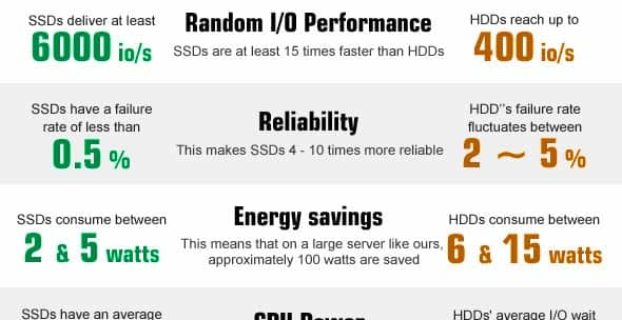 SSDs deliver at least
6000 io/s
Random I/O Performance
SSDs are at least 15 times faster than HDDs
HDDs reach up to
400 io/s
SSDs have a failure
rate of less than
0.5 %
Reliability
This makes SSDs 4 - 10 times more reliable
HDD"s failure rate
fluctuates between
2 ~ 5 %
SSDs consume between
2 & 5 watts
Energy savings
This means that on a large server like ours,
approximately 100 watts are saved
HDDs consume between
6 & 15 watts
SSDs have an average
CPU Power
HDDs' average I/O wait